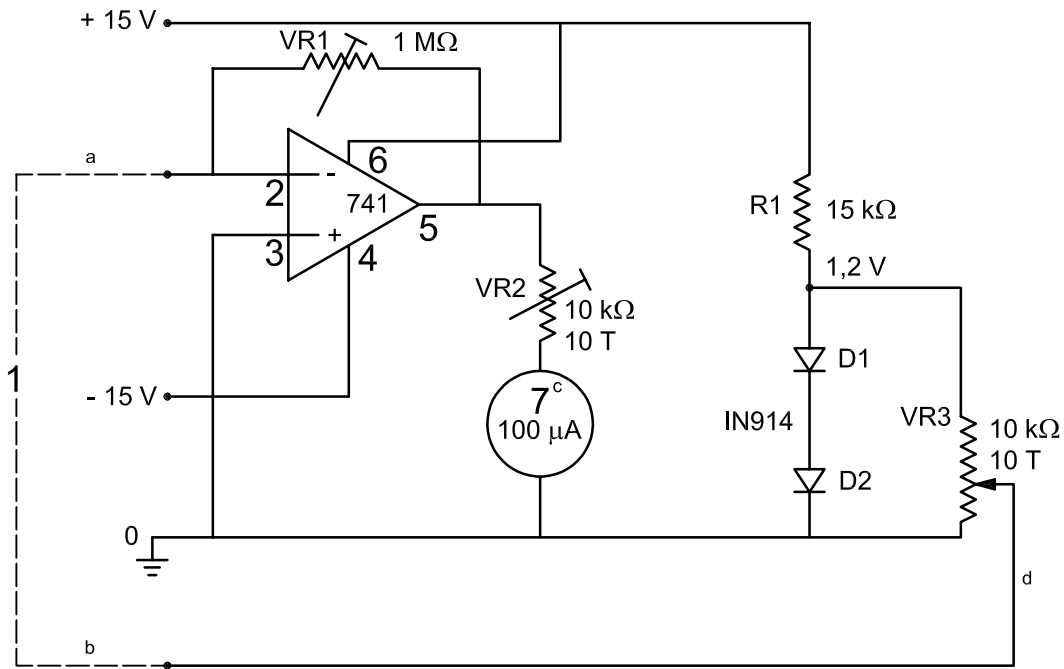 + 15 V
VR1
1 MΩ
a
6
2
-
741
R1
15 kΩ
3
+
4
5
1,2 V
VR2
10 kΩ
10 T
D1
1
- 15 V
7 c
100 µA
IN914
VR3
10 kΩ
10 T
D2
0
d
b